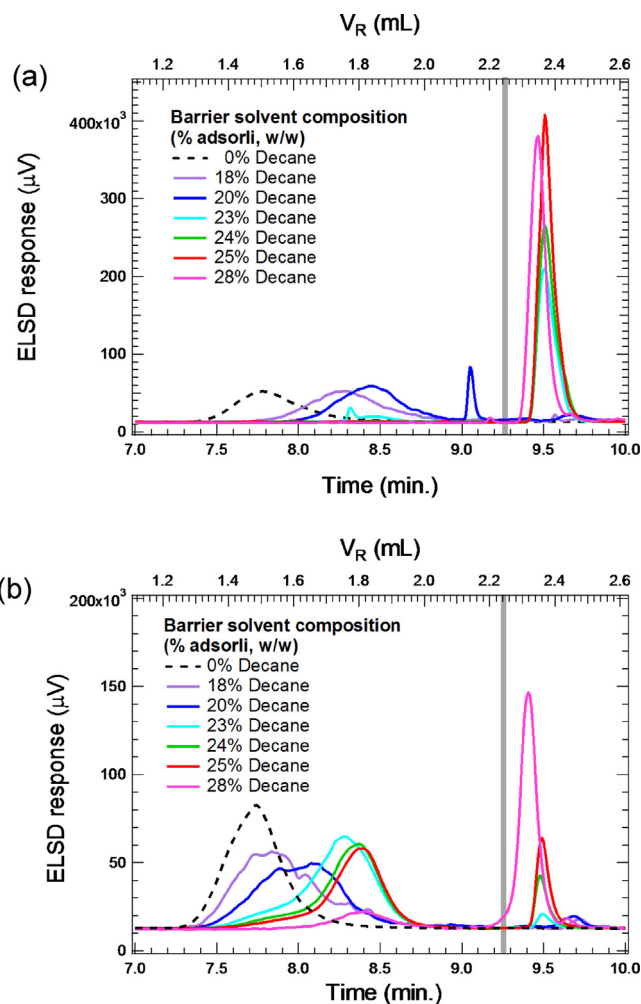 V_R (mL)
1.2 1.4 1.6 1.8 2.0 2.2 2.4 2.6
(a)
400x10³
300
200
100
0
ELSD response (µV)
Barrier solvent composition
(% adsorli, w/w)
0% Decane
18% Decane
20% Decane
23% Decane
24% Decane
25% Decane
28% Decane
7.0 7.5 8.0 8.5 9.0 9.5 10.0
Time (min.)
V_R (mL)
1.2 1.4 1.6 1.8 2.0 2.2 2.4 2.6
(b)
200x10³
150
100
50
0
ELSD response (µV)
Barrier solvent composition
(% adsorli, w/w)
0% Decane
18% Decane
20% Decane
23% Decane
24% Decane
25% Decane
28% Decane
7.0 7.5 8.0 8.5 9.0 9.5 10.0
Time (min.)